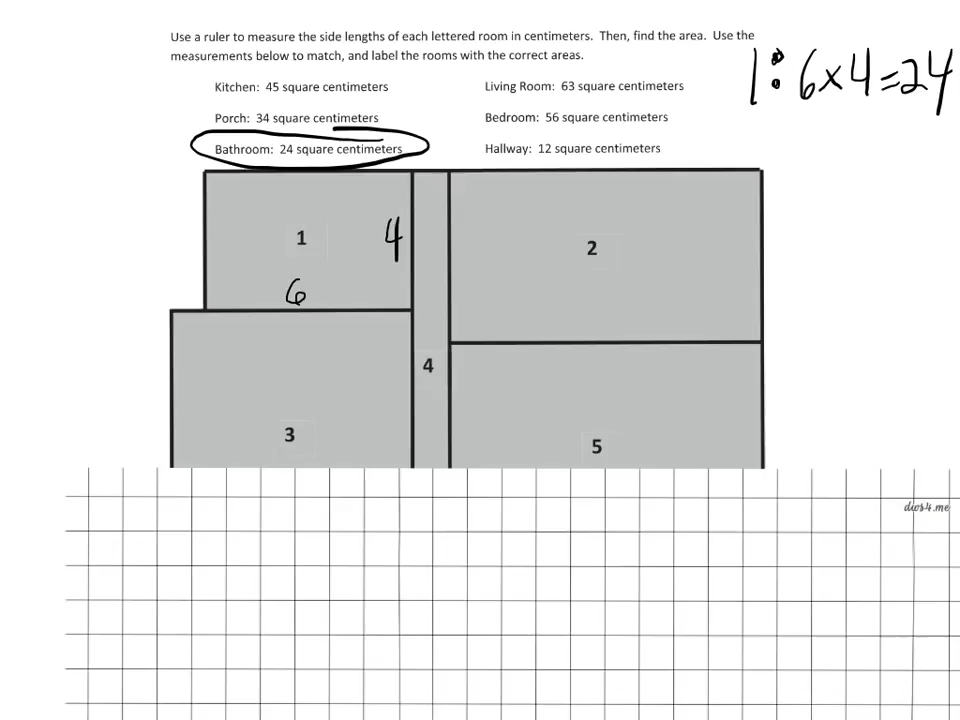 Use a ruler to measure the side lengths of each lettered room in centimeters. Then, find the area. Use the
measurements below to match, and label the rooms with the correct areas.
1: 6x4=24
Kitchen: 45 square centimeters
Living Room: 63 square centimeters
Porch: 34 square centimeters
Bedroom: 56 square centimeters
Bathroom: 24 square centimeters
Hallway: 12 square centimeters
1
4
2
6
4
3
5
dios4.me